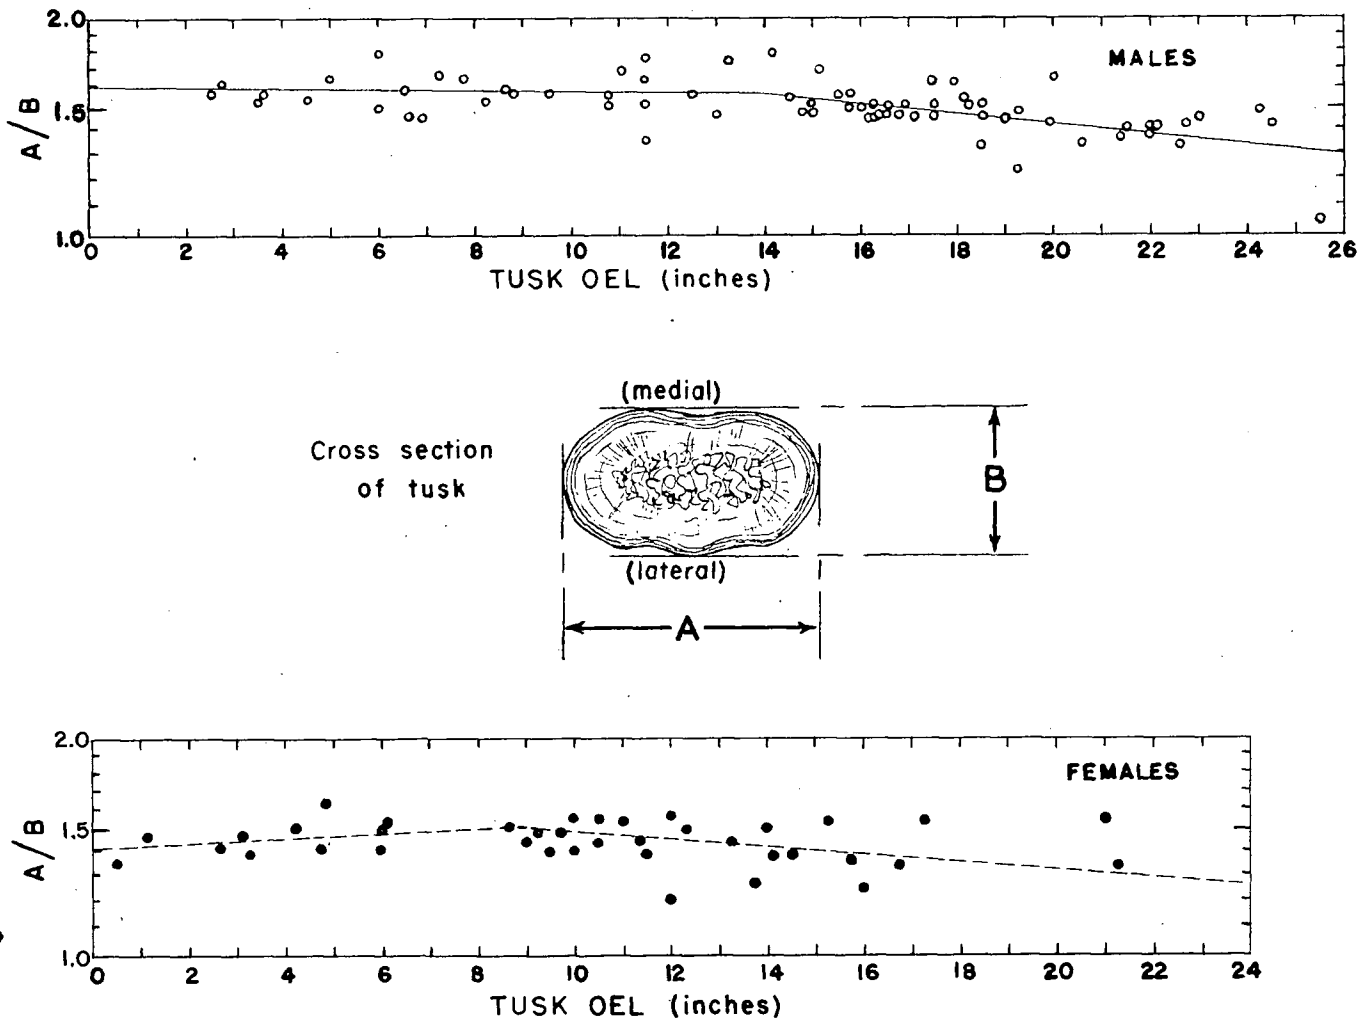 2.0
MALES
1.5
A/B
1.0
0 2 4 6 8 10 12 14 16 18 20 22 24 26
TUSK OEL (inches)
(medial)
Cross section
of tusk
B
(lateral)
A
2.0
FEMALES
1.5
A/B
1.0
0 2 4 6 8 10 12 14 16 18 20 22 24
TUSK OEL (inches)